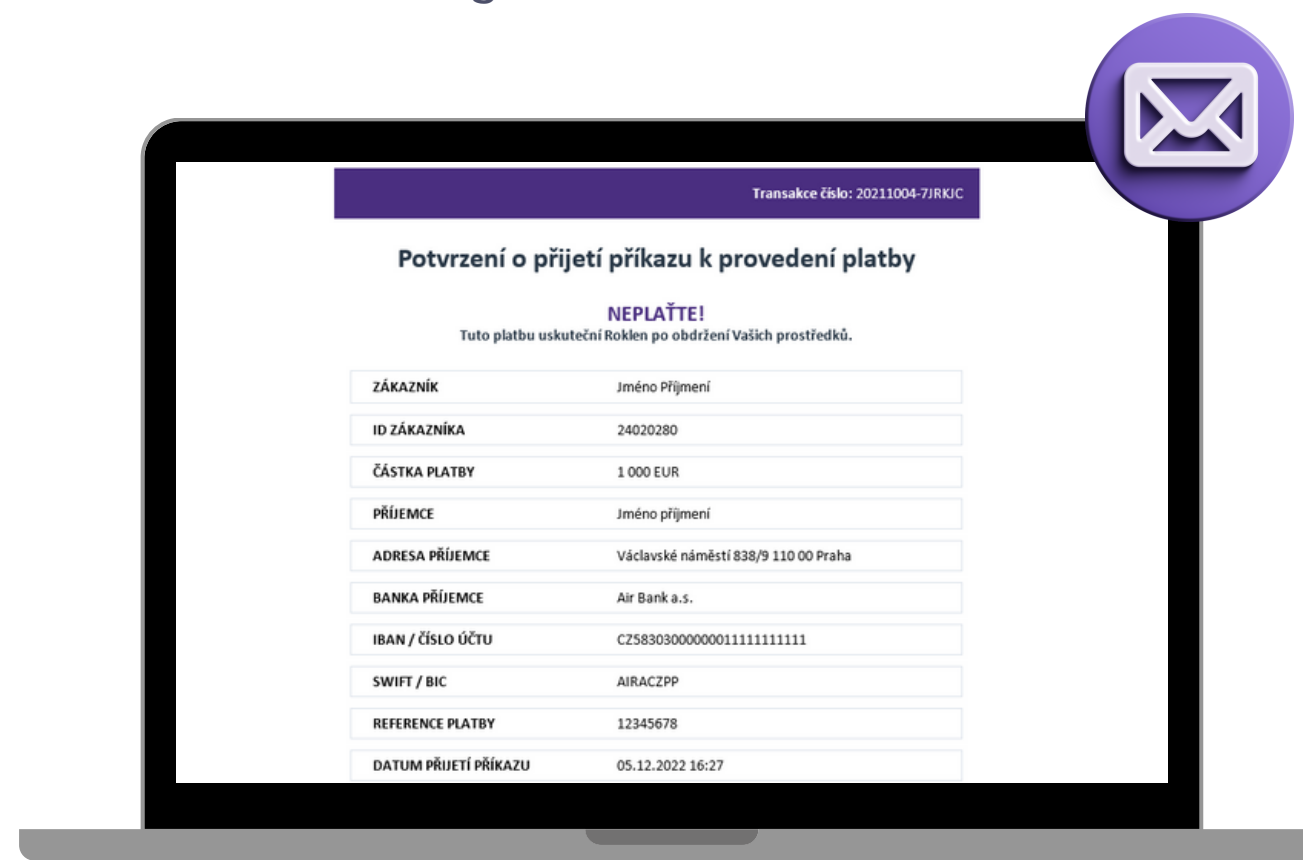 Transakce číslo: 20211004-7JRKJC
Potvrzení o přijetí příkazu k provedení platby
NEPLAŤTE!
Tuto platbu uskuteční Roklen po obdržení Vašich prostředků.
ZÁKAZNÍK Jméno Příjmení
ID ZÁKAZNÍKA 24020280
ČÁSTKA PLATBY 1 000 EUR
PŘÍJEMCE Jméno příjmení
ADRESA PŘÍJEMCE Václavské náměstí 838/9 110 00 Praha
BANKA PŘÍJEMCE Air Bank a.s.
IBAN / ČÍSLO ÚČTU CZ5830300000011111111111
SWIFT / BIC AIRACZPP
REFERENCE PLATBY 12345678
DATUM PŘIJETÍ PŘÍKAZU 05.12.2022 16:27